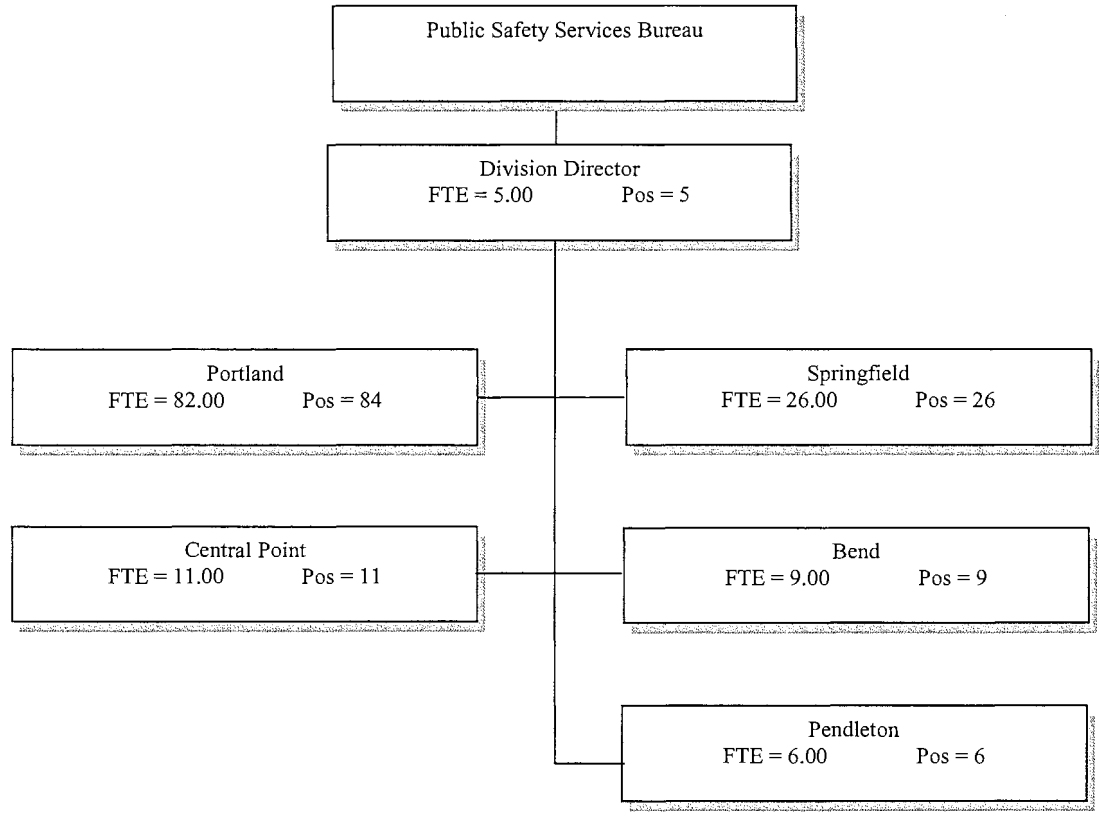 Public Safety Services Bureau
Division Director
FTE = 5.00 Pos = 5
Portland
FTE = 82.00 Pos = 84
Springfield
FTE = 26.00 Pos = 26
Central Point
FTE = 11.00 Pos = 11
Bend
FTE = 9.00 Pos = 9
Pendleton
FTE = 6.00 Pos = 6